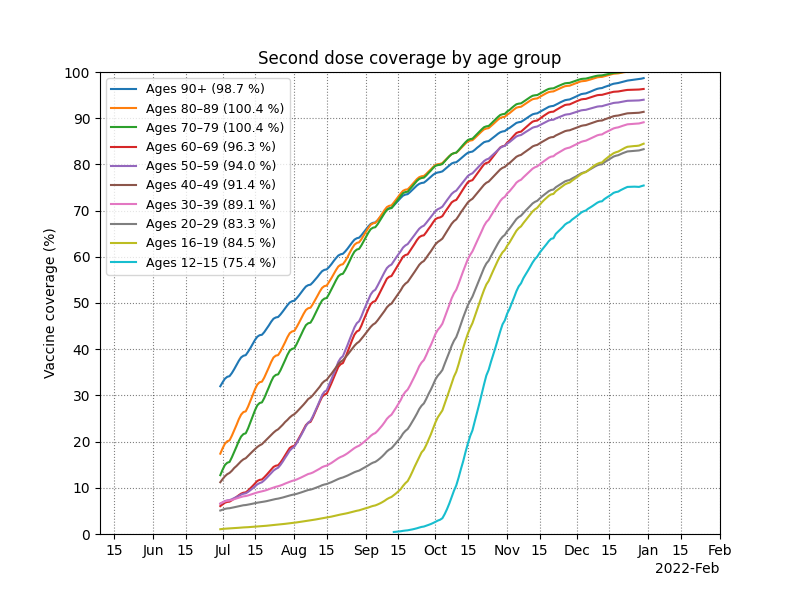 Second dose coverage by age group
Vaccine coverage (%)
100
90
80
70
60
50
40
30
20
10
0
Ages 90+ (98.7 %)
Ages 80–89 (100.4 %)
Ages 70–79 (100.4 %)
Ages 60–69 (96.3 %)
Ages 50–59 (94.0 %)
Ages 40–49 (91.4 %)
Ages 30–39 (89.1 %)
Ages 20–29 (83.3 %)
Ages 16–19 (84.5 %)
Ages 12–15 (75.4 %)
15 Jun 15 Jul 15 Aug 15 Sep 15 Oct 15 Nov 15 Dec 15 Jan 15 Feb
2022-Feb